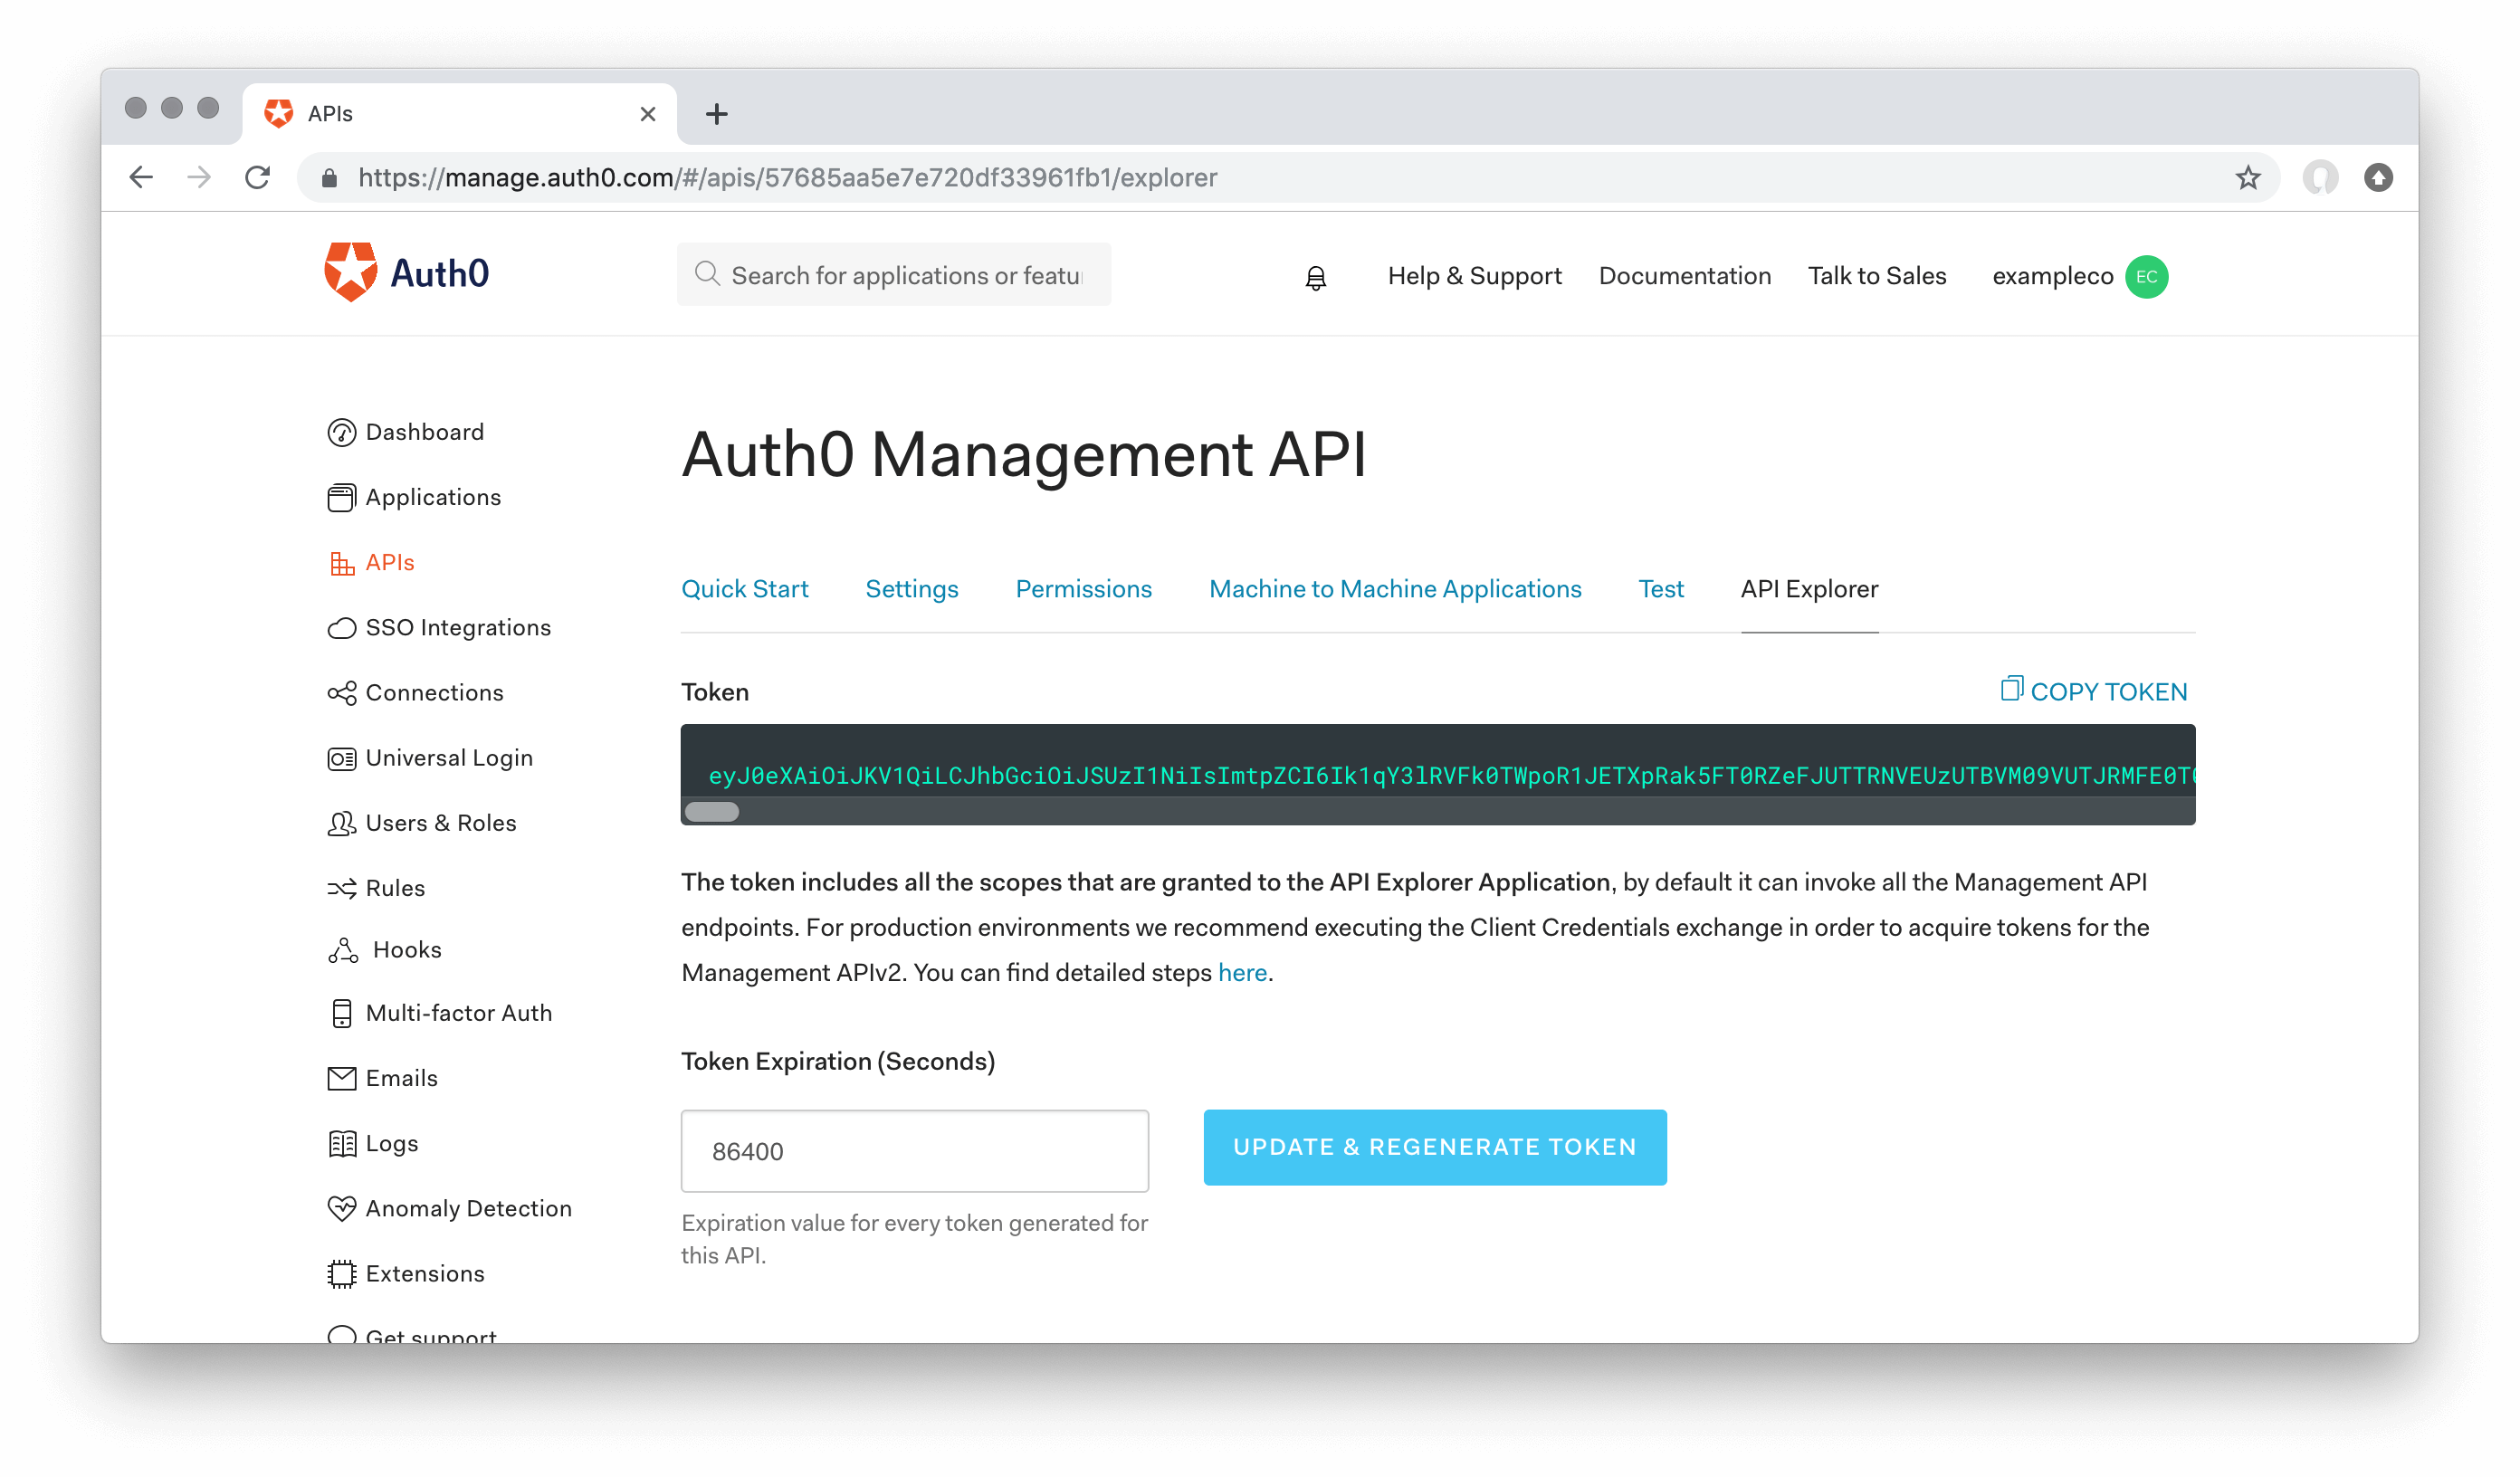 APIs
https://manage.auth0.com/#/apis/57685aa5e7e720df33961fb1/explorer
Auth0
Search for applications or featu
Help & Support
Documentation
Talk to Sales
exampleco
EC
Dashboard
Applications
APIs
SSO Integrations
Connections
Universal Login
Users & Roles
Rules
Hooks
Multi-factor Auth
Emails
Logs
Anomaly Detection
Extensions
Get support
Auth0 Management API
Quick Start
Settings
Permissions
Machine to Machine Applications
Test
API Explorer
Token
COPY TOKEN
eyJ0eXAiOiJKV1QiLCJhbGciOiJSUzI1NiIsImtpZCI6Ik1qY3lRVFk0TWpoR1JETXpRak5FT0RZeFJUTTRNVEUzUTBVM09VUTJRMFE0T
The token includes all the scopes that are granted to the API Explorer Application, by default it can invoke all the Management API
endpoints. For production environments we recommend executing the Client Credentials exchange in order to acquire tokens for the
Management APIv2. You can find detailed steps here.
Token Expiration (Seconds)
86400
UPDATE & REGENERATE TOKEN
Expiration value for every token generated for
this API.